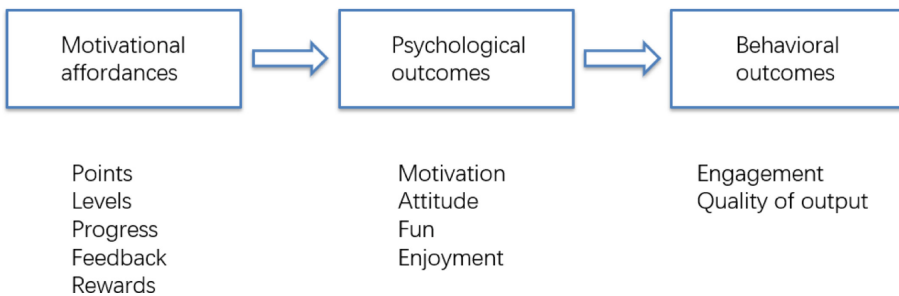 Motivational
affordances
Psychological
outcomes
Behavioral
outcomes
Points
Levels
Progress
Feedback
Rewards
Motivation
Attitude
Fun
Enjoyment
Engagement
Quality of output